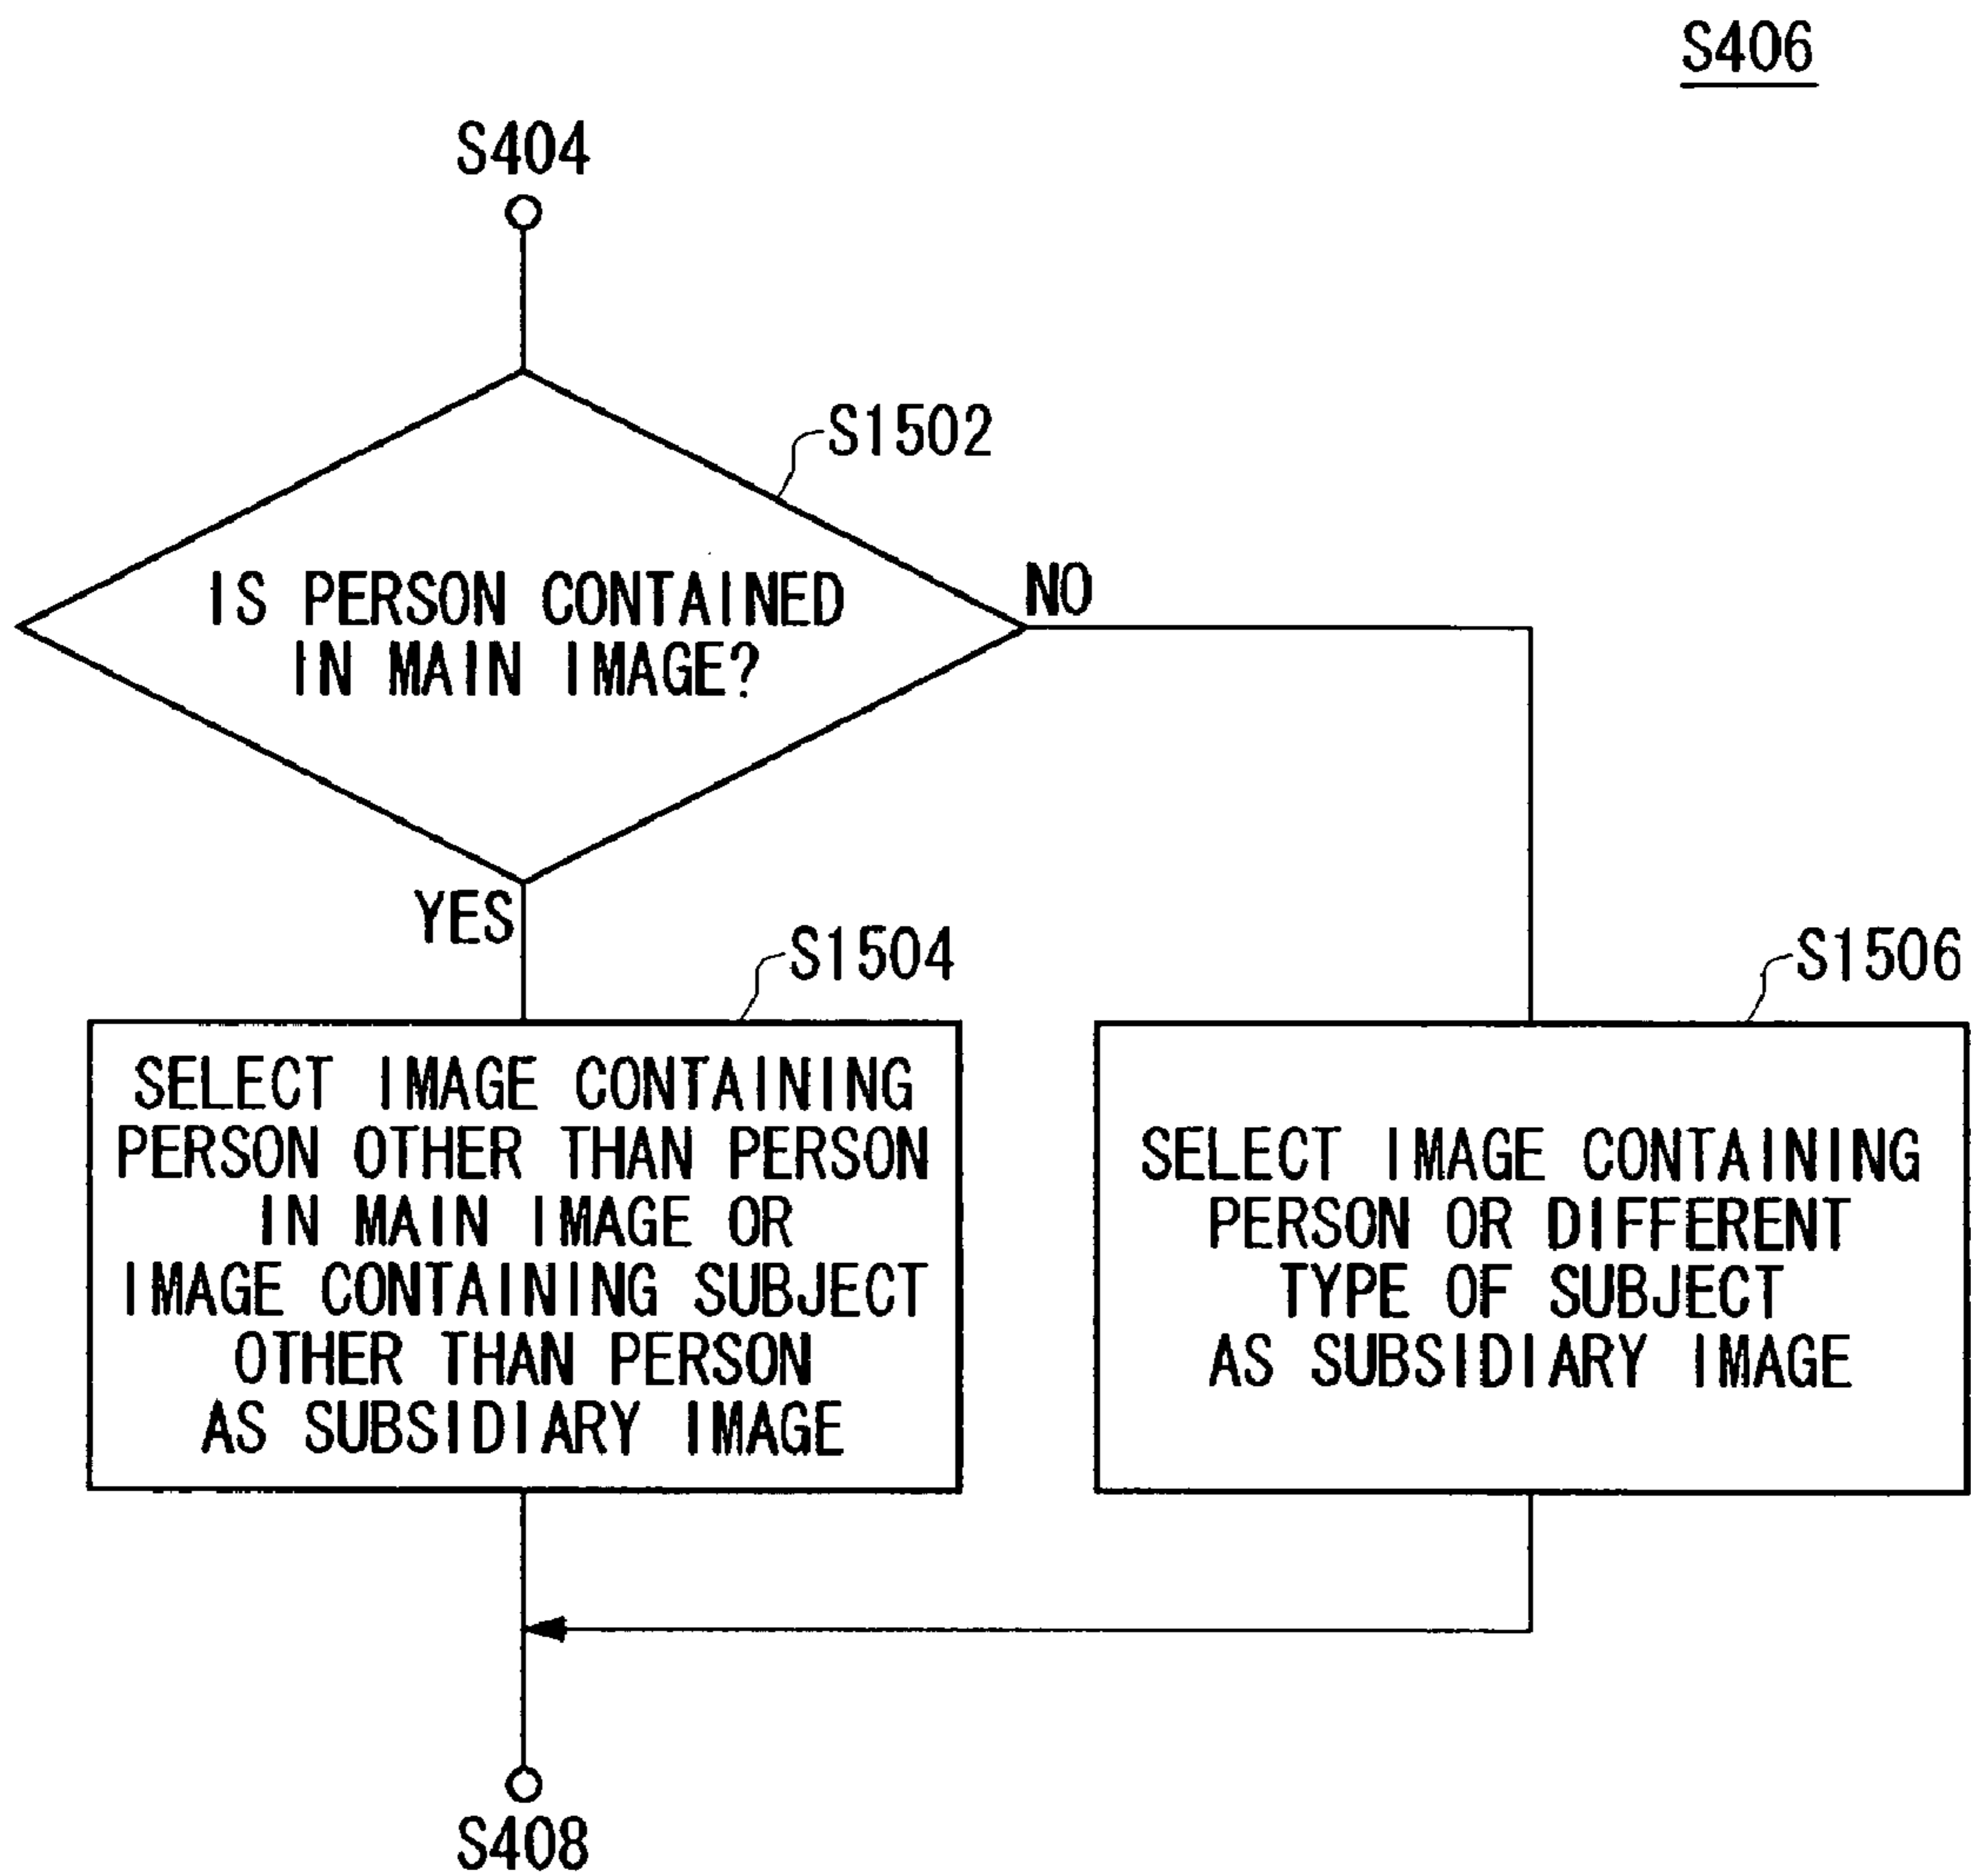 S406
S404
S1502
IS PERSON CONTAINED
IN MAIN IMAGE?
NO
YES
S1504
SELECT IMAGE CONTAINING
PERSON OTHER THAN PERSON
IN MAIN IMAGE OR
IMAGE CONTAINING SUBJECT
OTHER THAN PERSON
AS SUBSIDIARY IMAGE
S1506
SELECT IMAGE CONTAINING
PERSON OR DIFFERENT
TYPE OF SUBJECT
AS SUBSIDIARY IMAGE
S408